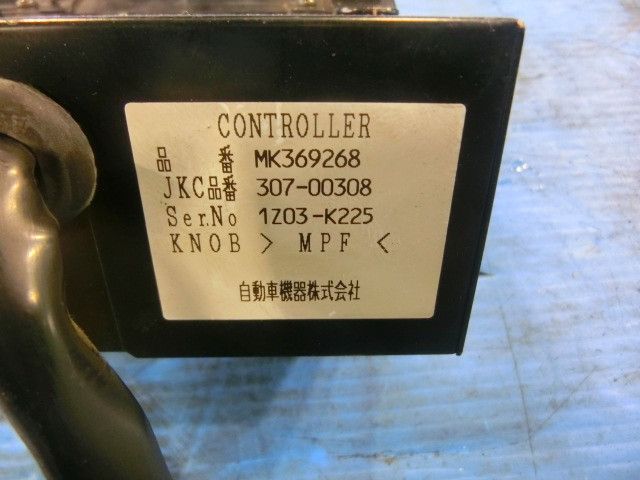 CONTROLLER
品番 MK369268
JKC品番 307-00308
Ser.No 1Z03-K225
KNOB > MPF <
自動車機器株式会社